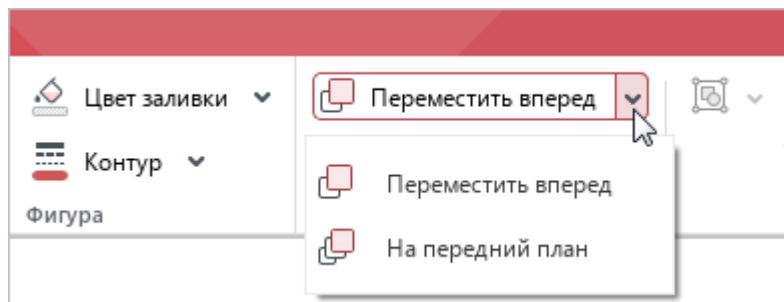 Цвет заливки
Переместить вперед
Контур
Фигура
Переместить вперед
На передний план